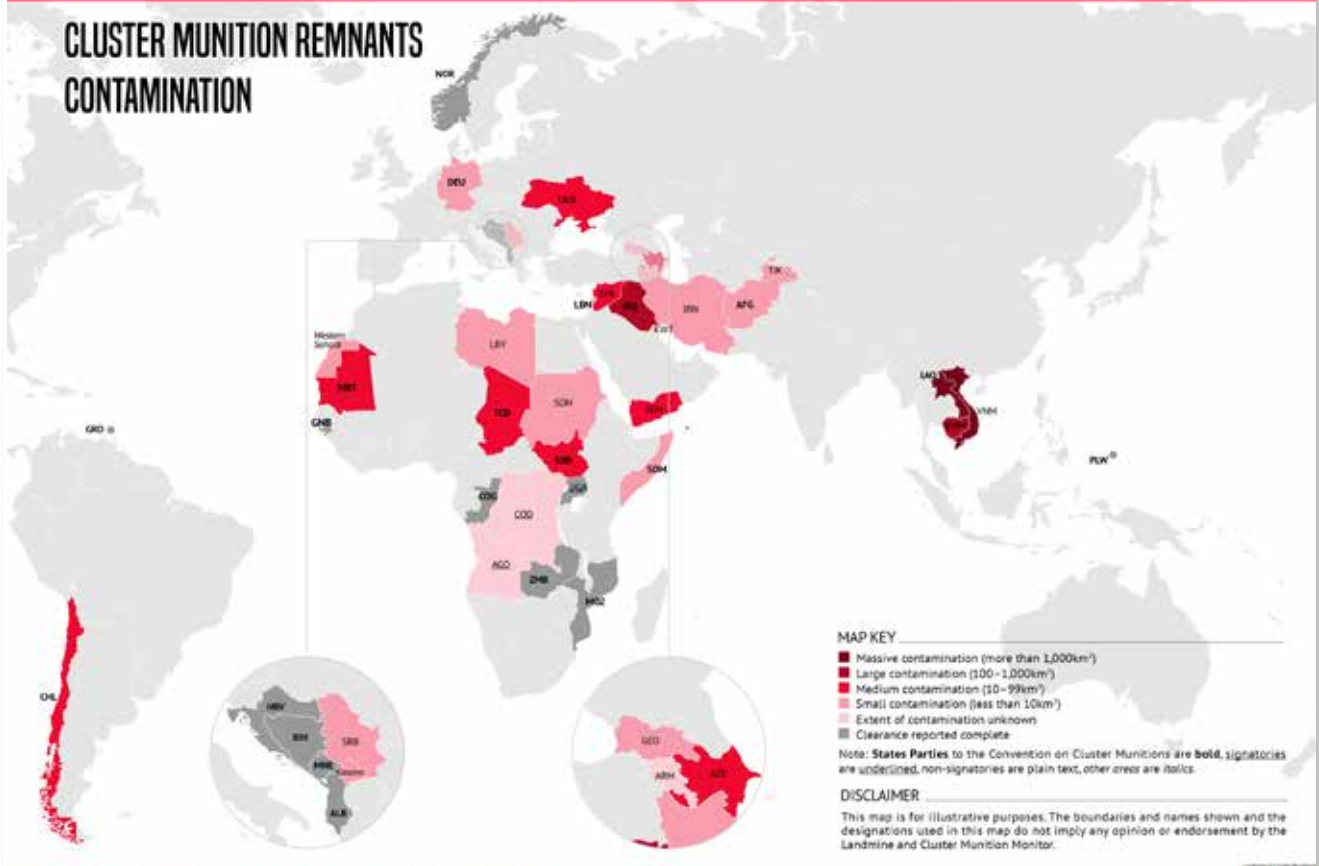 CLUSTER MUNITION REMNANTS
CONTAMINATION
NOR
DEU
UKR
TJK
LBN
SYR
IRQ
IRN
AFG
Western
LBY
MRT
TCD
SDN
YEM
LAO
VNM
GRD
GNB
SSD
SOM
PLW
COG
UGA
COD
AGO
ZMB
MOZ
CHL
HRV
BIH
SRB
MNE
Kosovo
ALB
GEO
ARM
AZE
MAP KEY
Massive contamination (more than 1,000km²)
Large contamination (100–1,000km²)
Medium contamination (10–99km²)
Small contamination (less than 10km²)
Extent of contamination unknown
Clearance reported complete
Note: States Parties to the Convention on Cluster Munitions are bold, signatories
are underlined, non-signatories are plain text, other areas are italics.
DISCLAIMER
This map is for illustrative purposes. The boundaries and names shown and the
designations used in this map do not imply any opinion or endorsement by the
Landmine and Cluster Munition Monitor.